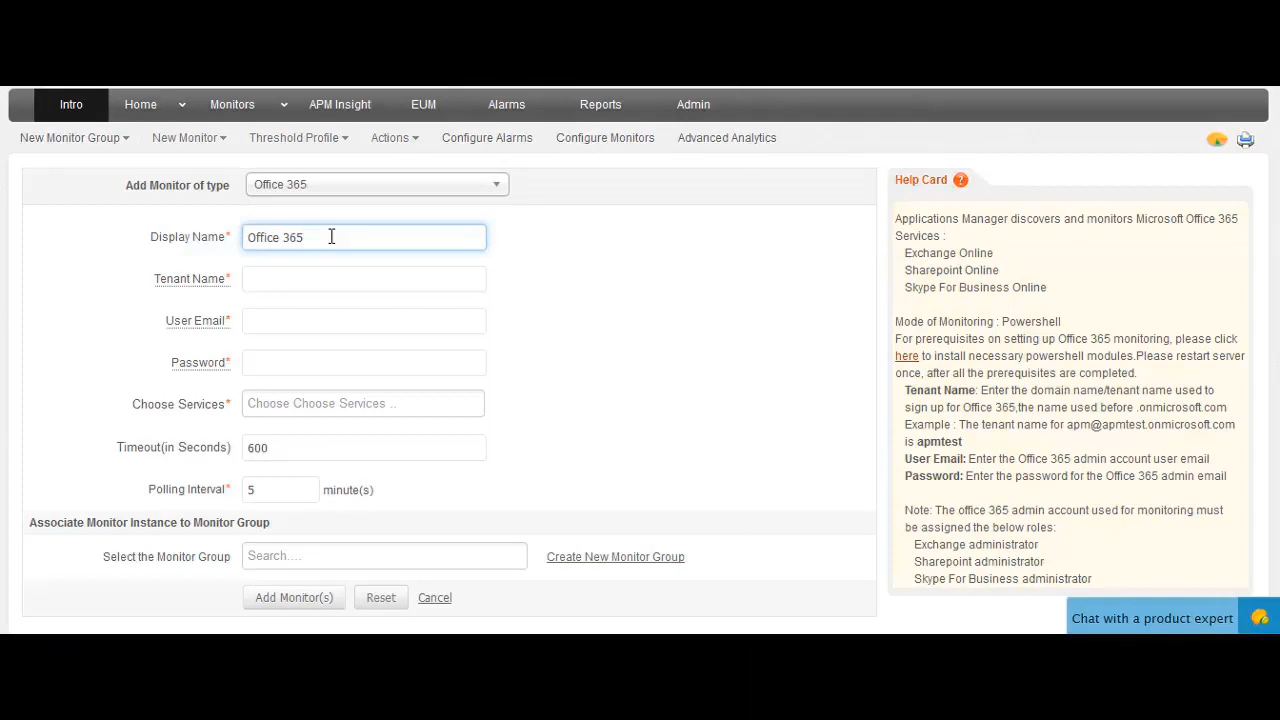 Intro Home Monitors APM Insight EUM Alarms Reports Admin
New Monitor Group New Monitor Threshold Profile Actions Configure Alarms Configure Monitors Advanced Analytics
Add Monitor of type Office 365
Display Name* Office 365
Tenant Name*
User Email*
Password*
Choose Services* Choose Choose Services ..
Timeout(in Seconds) 600
Polling Interval* 5 minute(s)
Associate Monitor Instance to Monitor Group
Select the Monitor Group Search.... Create New Monitor Group
Add Monitor(s) Reset Cancel
Help Card ?
Applications Manager discovers and monitors Microsoft Office 365
Services :
Exchange Online
Sharepoint Online
Skype For Business Online
Mode of Monitoring : Powershell
For prerequisites on setting up Office 365 monitoring, please click
here to install necessary powershell modules.Please restart server
once, after all the prerequisites are completed.
Tenant Name: Enter the domain name/tenant name used to
sign up for Office 365,the name used before .onmicrosoft.com
Example : The tenant name for apm@apmtest.onmicrosoft.com
is apmtest
User Email: Enter the Office 365 admin account user email
Password: Enter the password for the Office 365 admin email
Note: The office 365 admin account used for monitoring must
be assigned the below roles:
Exchange administrator
Sharepoint administrator
Skype For Business administrator
Chat with a product expert